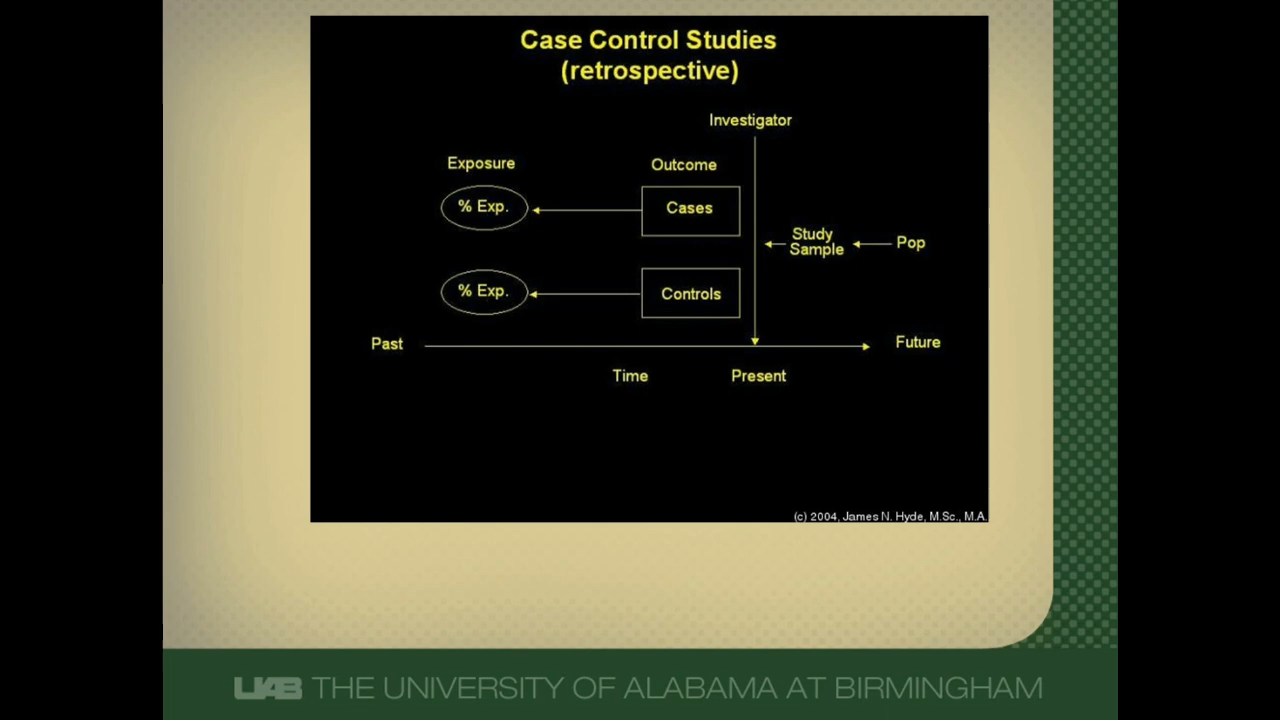 Case Control Studies
(retrospective)
Investigator
Exposure
Outcome
% Exp.
Cases
Study
Sample
Pop
% Exp.
Controls
Past
Future
Time
Present
(c) 2004, James N. Hyde, M.Sc., M.A.
UAB THE UNIVERSITY OF ALABAMA AT BIRMINGHAM